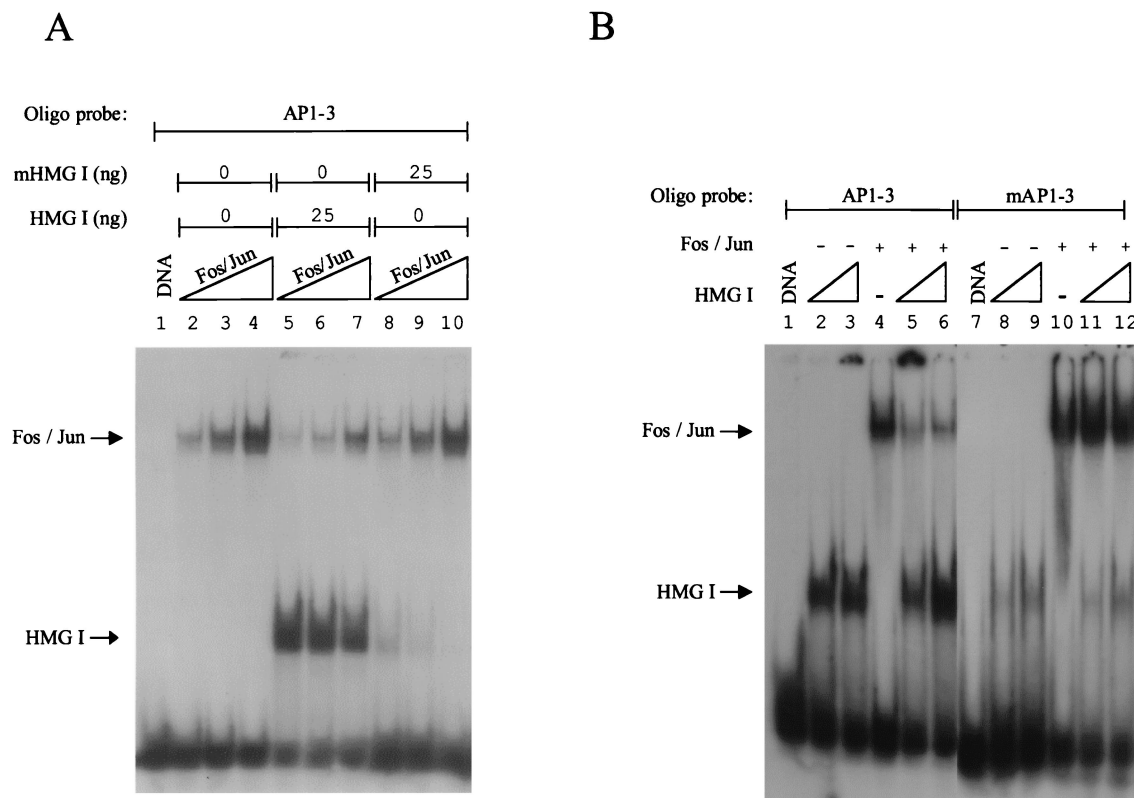 A
Oligo probe: AP1-3
mHMG I (ng) 0 0 25
HMG I (ng) 0 25 0
DNA Fos/Jun Fos/Jun Fos/Jun
1 2 3 4 5 6 7 8 9 10
Fos / Jun
HMG I
B
Oligo probe: AP1-3 mAP1-3
Fos / Jun - - + + + - - + + +
HMG I DNA - DNA -
1 2 3 4 5 6 7 8 9 10 11 12
Fos / Jun
HMG I